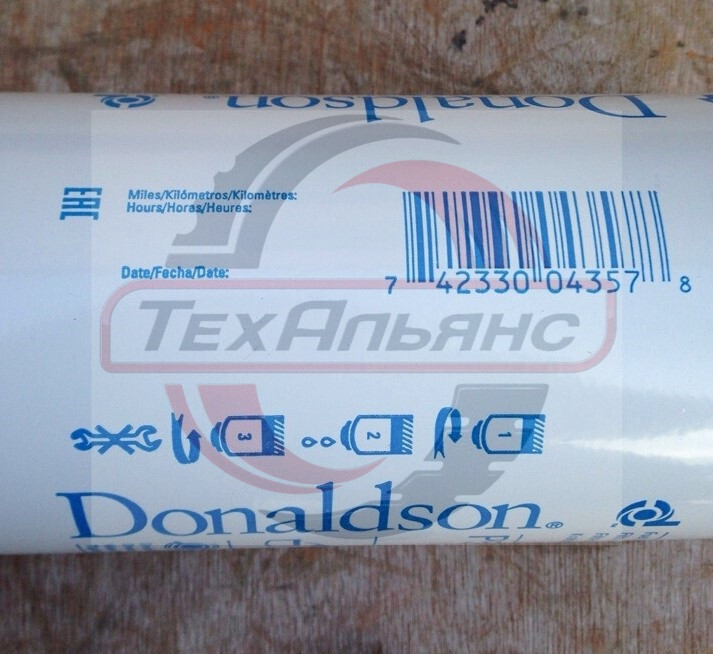 Donaldson®
EAC
Miles/Kilómetros/Kilomètres:
Hours/Horas/Heures:
Date/Fecha/Date:
7 42330 04357 8
ТехАльянс
3 2 1
Donaldson®